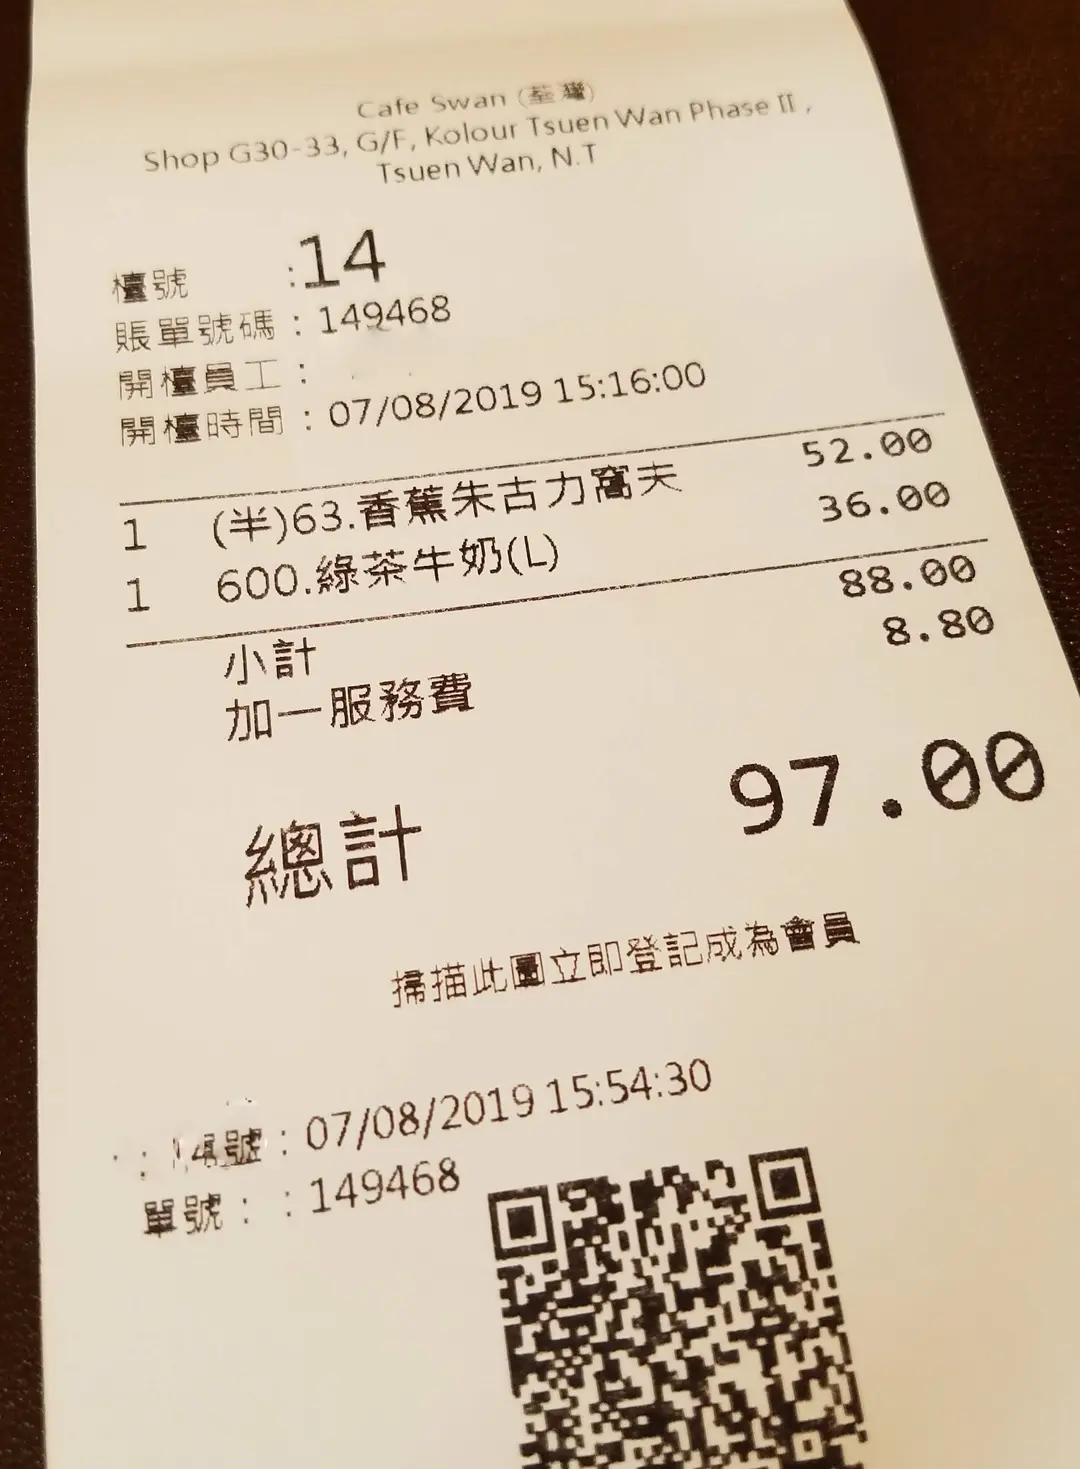 Cafe Swan (荃灣)
Shop G30-33, G/F, Kolour Tsuen Wan Phase II ,
Tsuen Wan, N.T
檯號 :14
賬單號碼 : 149468
開檯員工 :
開檯時間 : 07/08/2019 15:16:00
1 (半)63.香蕉朱古力窩夫 52.00
1 600.綠茶牛奶(L) 36.00
小計 88.00
加一服務費 8.80
總計 97.00
掃描此圖立即登記成為會員
號 : 07/08/2019 15:54:30
單號 : : 149468